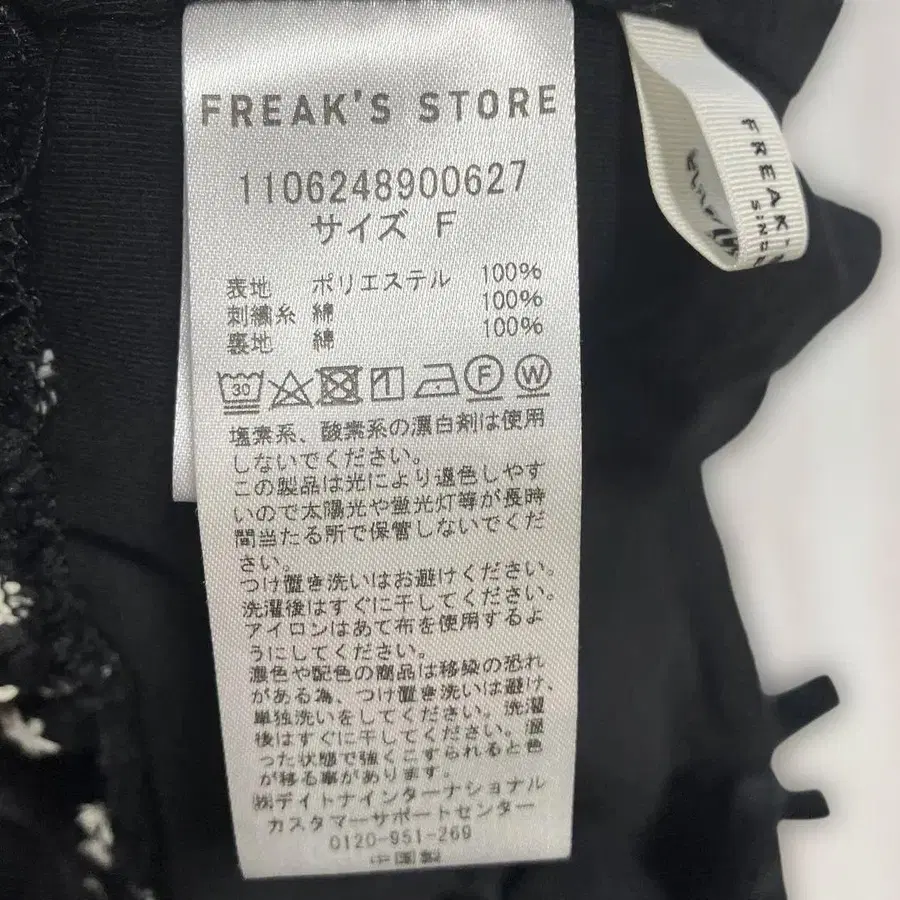 FREAK'S STORE
1106248900627
サイズ F
表地 ポリエステル 100%
刺繍糸 綿 100%
裏地 綿 100%
30
F W
塩素系、酸素系の漂白剤は使用
しないでください。
この製品は光により退色しやす
いので太陽光や蛍光灯等が長時
間当たる所で保管しないでくだ
さい。
つけ置き洗いはお避けください。
洗濯後はすぐに干してください。
アイロンはあて布を使用するよ
うにしてください。
濃色や配色の商品は移染の恐れ
がある為、つけ置き洗いは避け、
単独洗いをしてください。洗濯
後はすぐに干してください。湿
った状態で強くこすられると色
が移る事があります。
㈱デイトナインターナショナル
カスタマーサポートセンター
0120-951-269
FREAK'